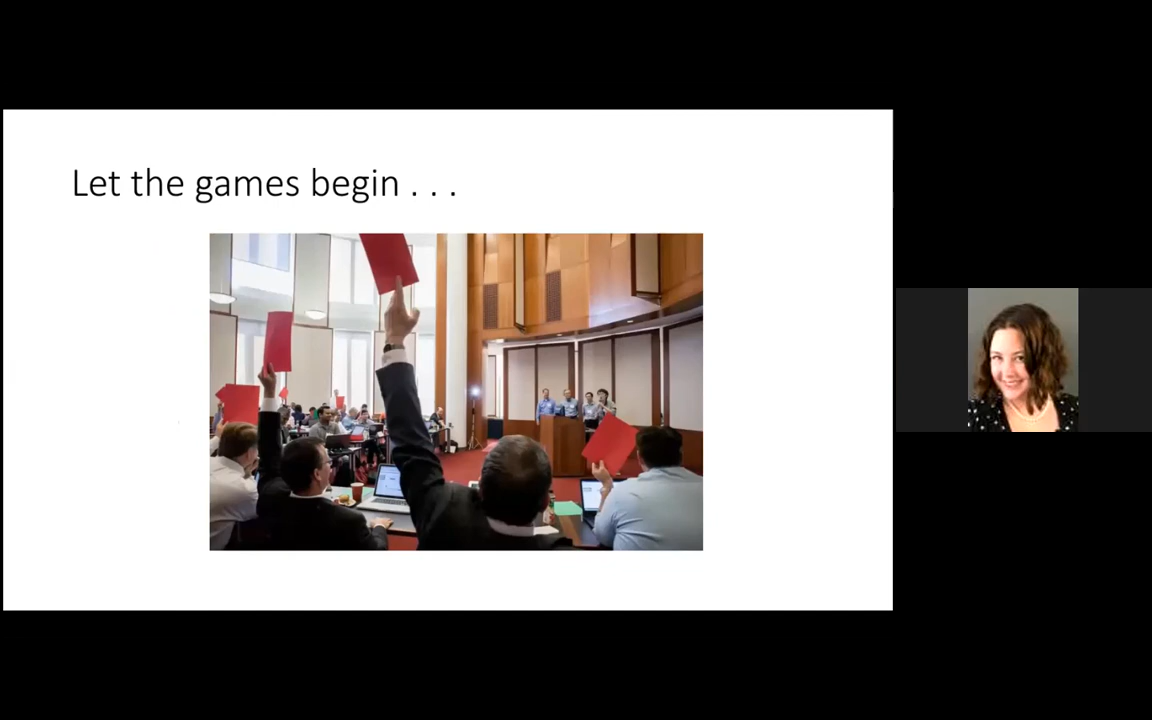 Let the games begin . . .